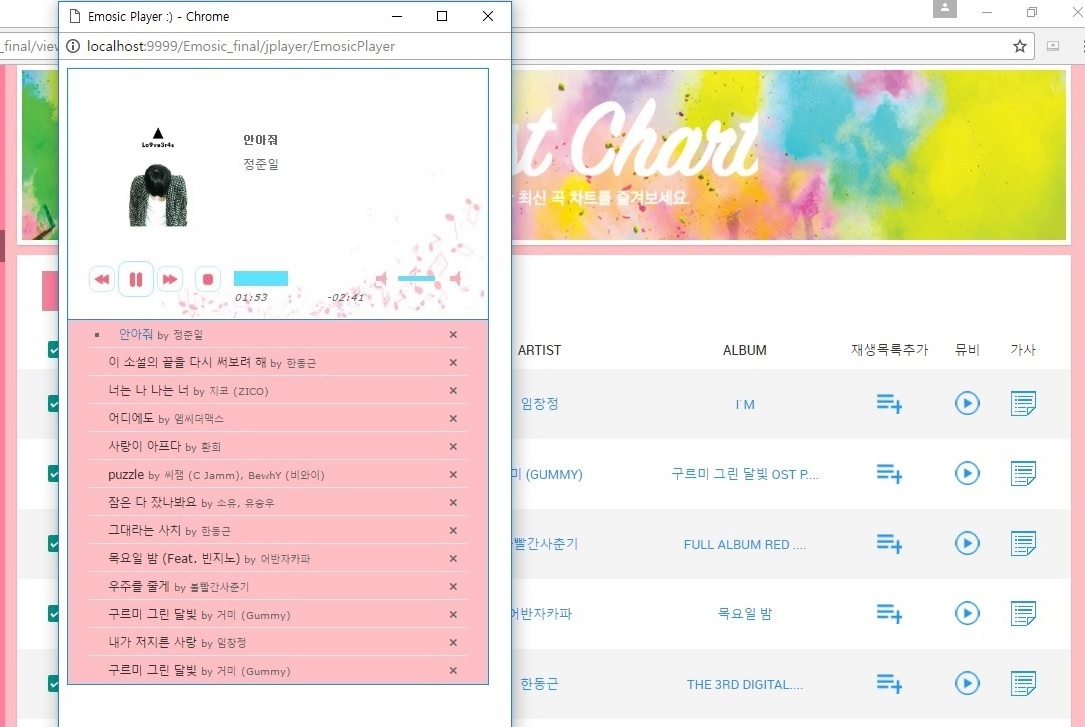 Emosic Player :) - Chrome
_final/view
localhost:9999/Emosic_final/jplayer/EmosicPlayer
t Chart
최신 곡 차트를 즐겨보세요.
Lo9ve3r4s
안아줘
정준일
01:53 -02:41
안아줘 by 정준일
이 소설의 끝을 다시 써보려 해 by 한동근
너는 나 나는 너 by 지코 (ZICO)
어디에도 by 엠씨더맥스
사랑이 아프다 by 환희
puzzle by 씨잼 (C Jamm), BewhY (비와이)
잠은 다 잤나봐요 by 소유, 유승우
그대라는 사치 by 한동근
목요일 밤 (Feat. 빈지노) by 어반자카파
우주를 줄게 by 볼빨간사춘기
구르미 그린 달빛 by 거미 (Gummy)
내가 저지른 사랑 by 임창정
구르미 그린 달빛 by 거미 (Gummy)
ARTIST ALBUM 재생목록추가 뮤비 가사
임창정 I`M
미 (GUMMY) 구르미 그린 달빛 OST P....
빨간사춘기 FULL ALBUM RED ....
어반자카파 목요일 밤
한동근 THE 3RD DIGITAL....